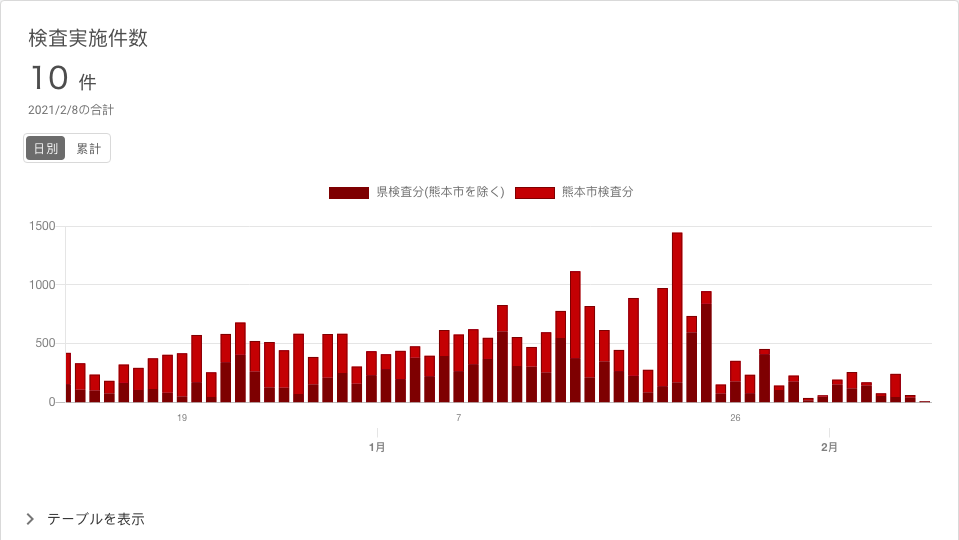 検査実施件数
10 件
2021/2/8の合計
日別 累計
県検査分(熊本市を除く) 熊本市検査分
1500
1000
500
0
19 7 26
1月 2月
テーブルを表示